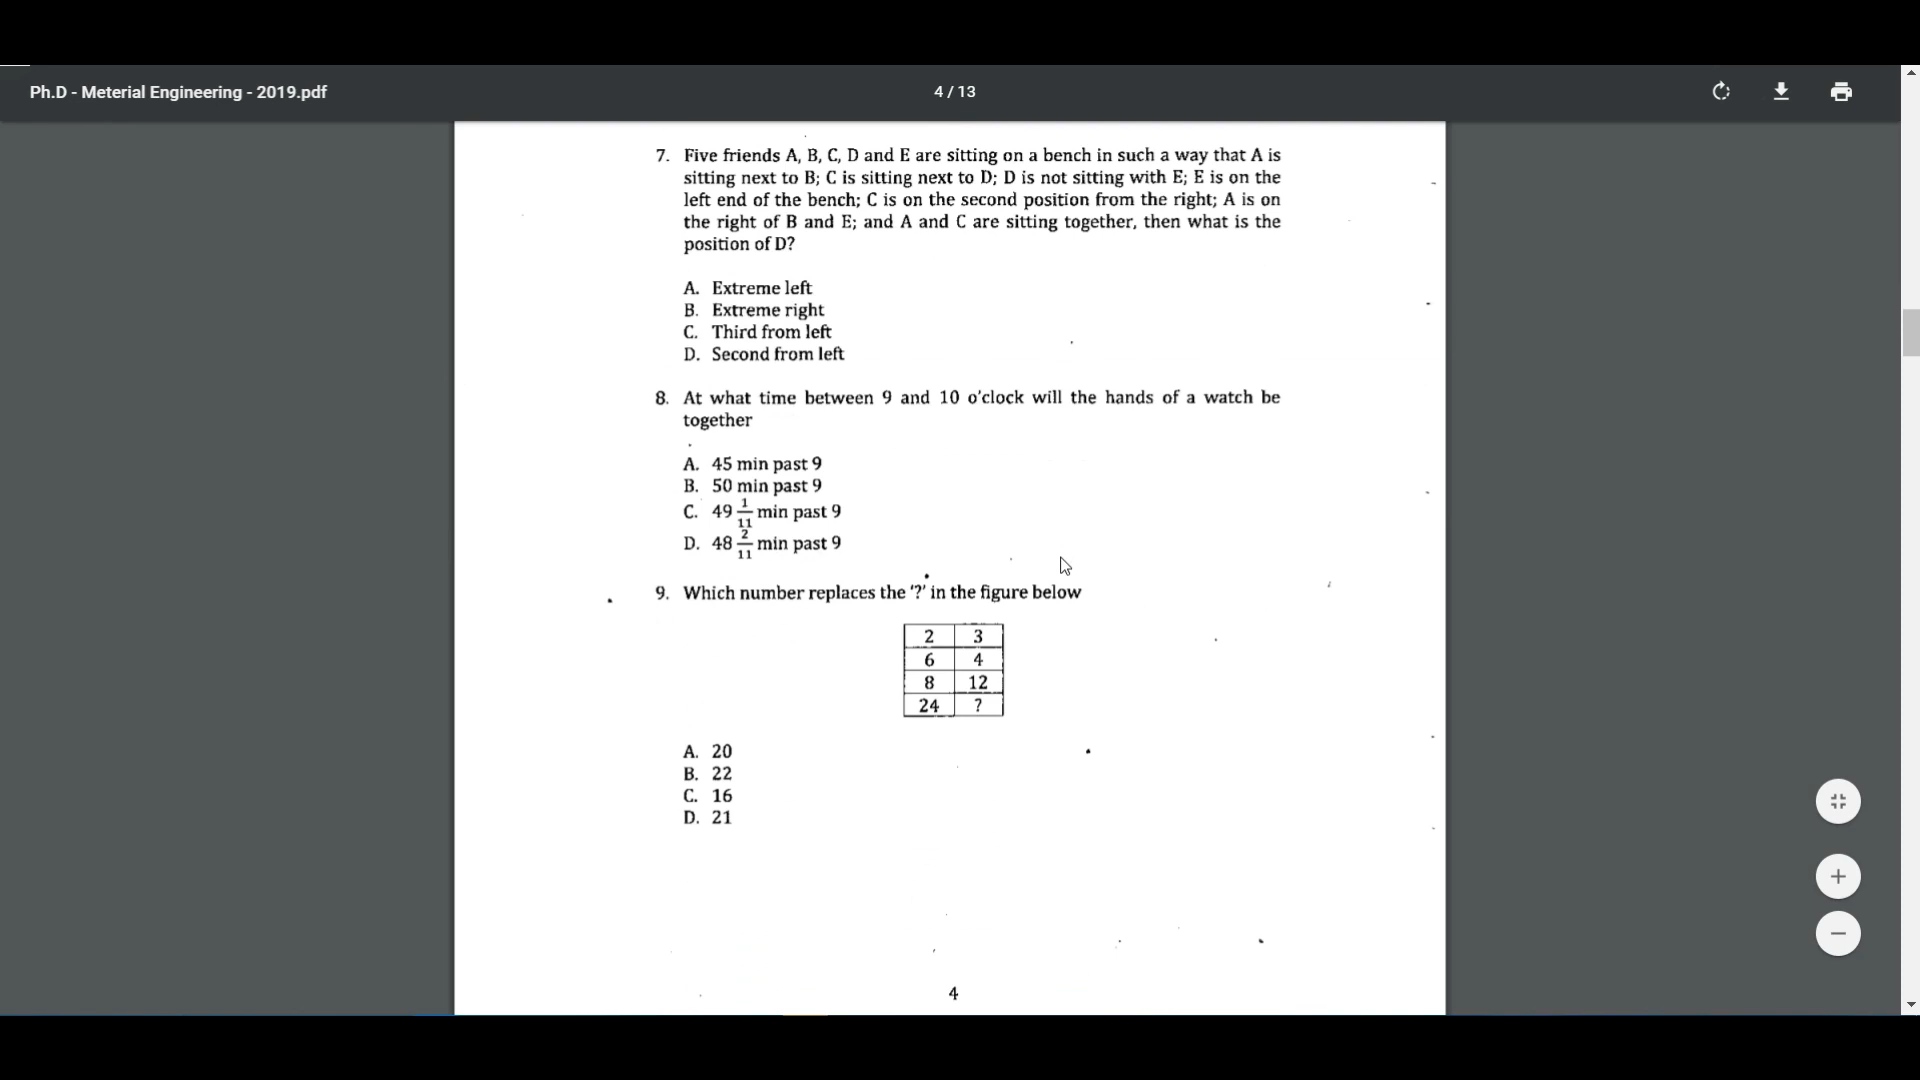 Ph.D - Meterial Engineering - 2019.pdf
4 / 13
7. Five friends A, B, C, D and E are sitting on a bench in such a way that A is
sitting next to B; C is sitting next to D; D is not sitting with E; E is on the
left end of the bench; C is on the second position from the right; A is on
the right of B and E; and A and C are sitting together, then what is the
position of D?
A. Extreme left
B. Extreme right
C. Third from left
D. Second from left
8. At what time between 9 and 10 o'clock will the hands of a watch be
together
A. 45 min past 9
B. 50 min past 9
C. 49 1/11 min past 9
D. 48 2/11 min past 9
9. Which number replaces the '?' in the figure below
2 3
6 4
8 12
24 ?
A. 20
B. 22
C. 16
D. 21
4